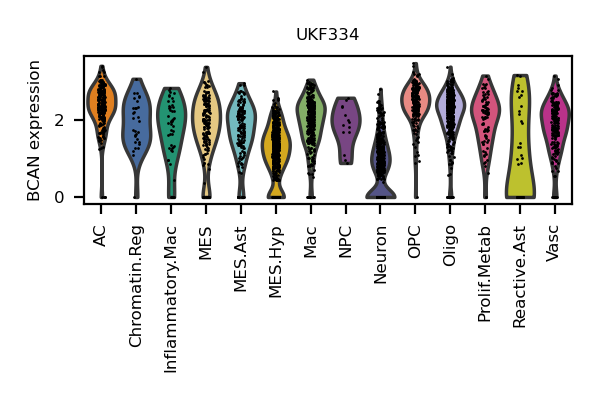 UKF334
BCAN expression
2
0
AC
Chromatin.Reg
Inflammatory.Mac
MES
MES.Ast
MES.Hyp
Mac
NPC
Neuron
OPC
Oligo
Prolif.Metab
Reactive.Ast
Vasc